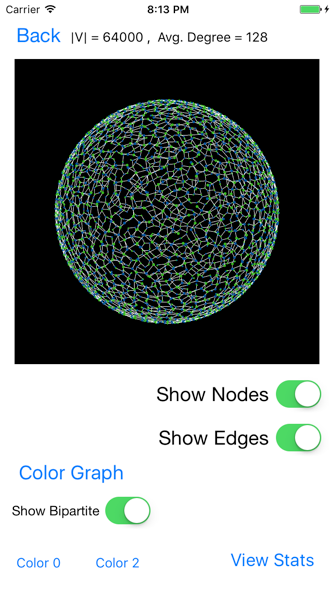 Carrier 8:13 PM
Back |V| = 64000 , Avg. Degree = 128
Show Nodes
Show Edges
Color Graph
Show Bipartite
Color 0 Color 2 View Stats